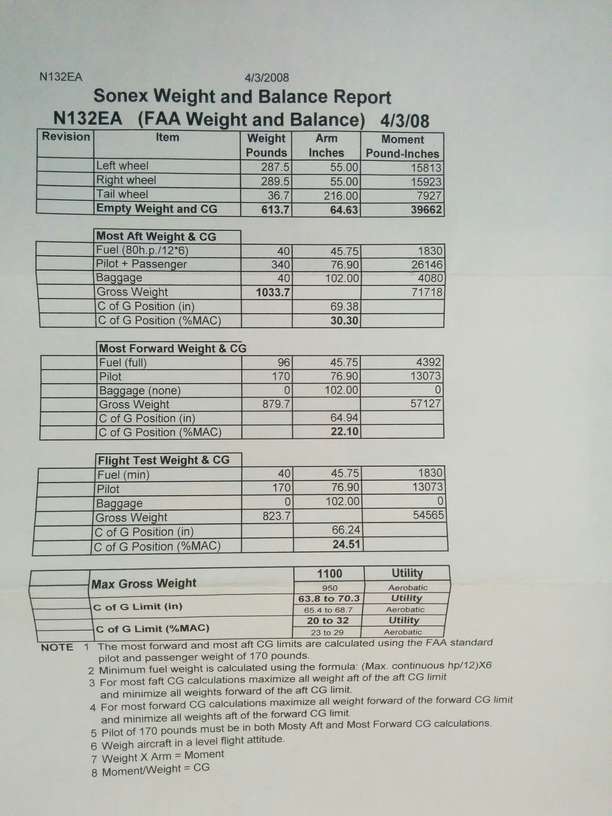 N132EA 4/3/2008
Sonex Weight and Balance Report
N132EA (FAA Weight and Balance) 4/3/08
Revision Item Weight Arm Moment
Pounds Inches Pound-Inches
Left wheel 287.5 55.00 15813
Right wheel 289.5 55.00 15923
Tail wheel 36.7 216.00 7927
Empty Weight and CG 613.7 64.63 39662
Most Aft Weight & CG
Fuel (80h.p./12*6) 40 45.75 1830
Pilot + Passenger 340 76.90 26146
Baggage 40 102.00 4080
Gross Weight 1033.7 71718
C of G Position (in) 69.38
C of G Position (%MAC) 30.30
Most Forward Weight & CG
Fuel (full) 96 45.75 4392
Pilot 170 76.90 13073
Baggage (none) 0 102.00 0
Gross Weight 879.7 57127
C of G Position (in) 64.94
C of G Position (%MAC) 22.10
Flight Test Weight & CG
Fuel (min) 40 45.75 1830
Pilot 170 76.90 13073
Baggage 0 102.00 0
Gross Weight 823.7 54565
C of G Position (in) 66.24
C of G Position (%MAC) 24.51
Max Gross Weight 1100 Utility
950 Aerobatic
C of G Limit (in) 63.8 to 70.3 Utility
65.4 to 68.7 Aerobatic
C of G Limit (%MAC) 20 to 32 Utility
23 to 29 Aerobatic
NOTE 1 The most forward and most aft CG limits are calculated using the FAA standard
pilot and passenger weight of 170 pounds.
2 Minimum fuel weight is calculated using the formula: (Max. continuous hp/12)X6
3 For most faft CG calculations maximize all weight aft of the aft CG limit
and minimize all weights forward of the aft CG limit.
4 For most forward CG calculations maximize all weight forward of the forward CG limit
and minimize all weights aft of the forward CG limit
5 Pilot of 170 pounds must be in both Mosty Aft and Most Forward CG calculations.
6 Weigh aircraft in a level flight attitude.
7 Weight X Arm = Moment
8 Moment/Weight = CG